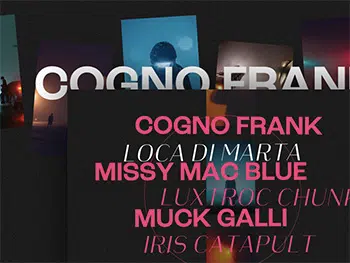 COGNO FRANK
COGNO FRANK
LOCA DI MARTA
MISSY MAC BLUE
LUXTROC CHUNK
MUCK GALLI
IRIS CATAPULT